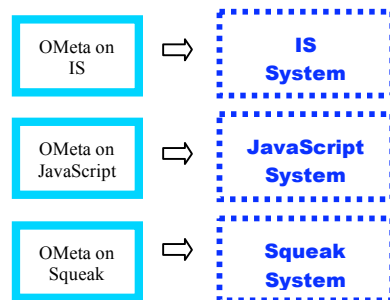 OMeta on
IS
IS
System
OMeta on
JavaScript
JavaScript
System
OMeta on
Squeak
Squeak
System